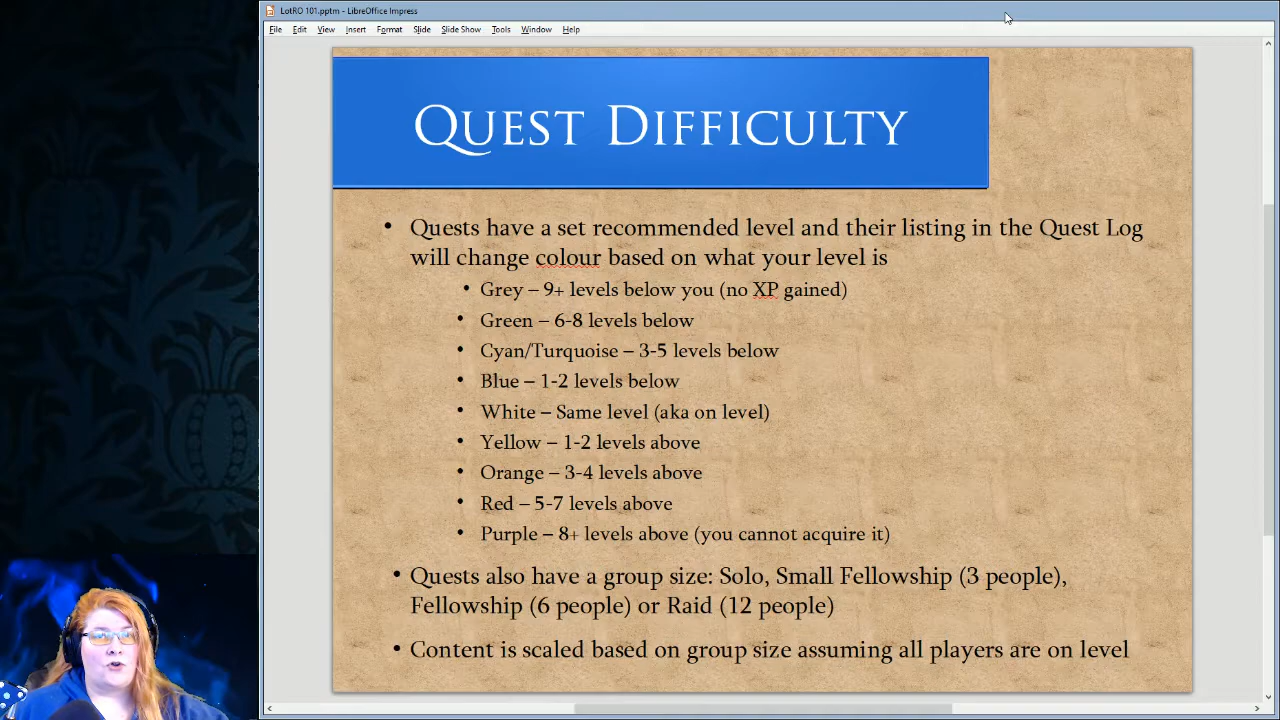 LotRO 101.pptm - LibreOffice Impress
File Edit View Insert Format Slide Slide Show Tools Window Help
Quest Difficulty
• Quests have a set recommended level and their listing in the Quest Log
will change colour based on what your level is
• Grey – 9+ levels below you (no XP gained)
• Green – 6-8 levels below
• Cyan/Turquoise – 3-5 levels below
• Blue – 1-2 levels below
• White – Same level (aka on level)
• Yellow – 1-2 levels above
• Orange – 3-4 levels above
• Red – 5-7 levels above
• Purple – 8+ levels above (you cannot acquire it)
• Quests also have a group size: Solo, Small Fellowship (3 people),
Fellowship (6 people) or Raid (12 people)
• Content is scaled based on group size assuming all players are on level